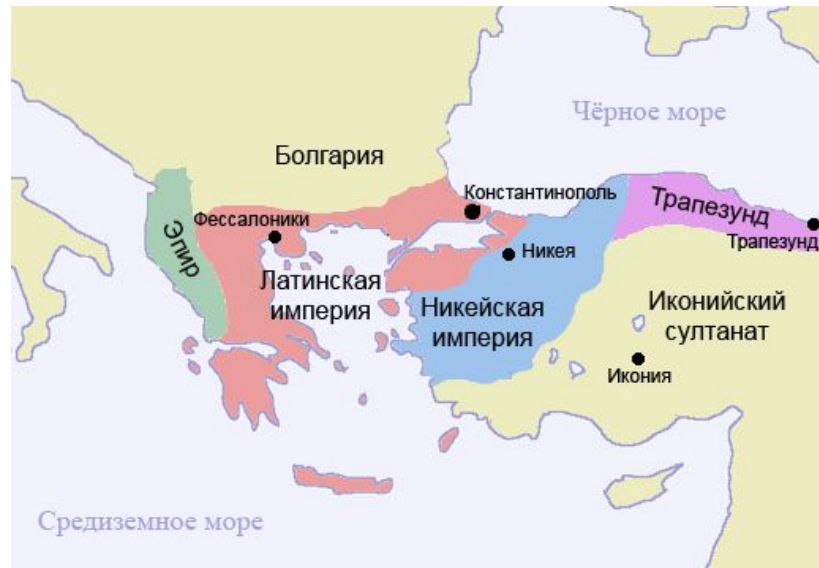 Чёрное море
Болгария
Константинополь
Трапезунд
Фессалоники
Эпир
Трапезунд
Никея
Латинская
империя
Никейская
империя
Иконийский
султанат
Икония
Средиземное море